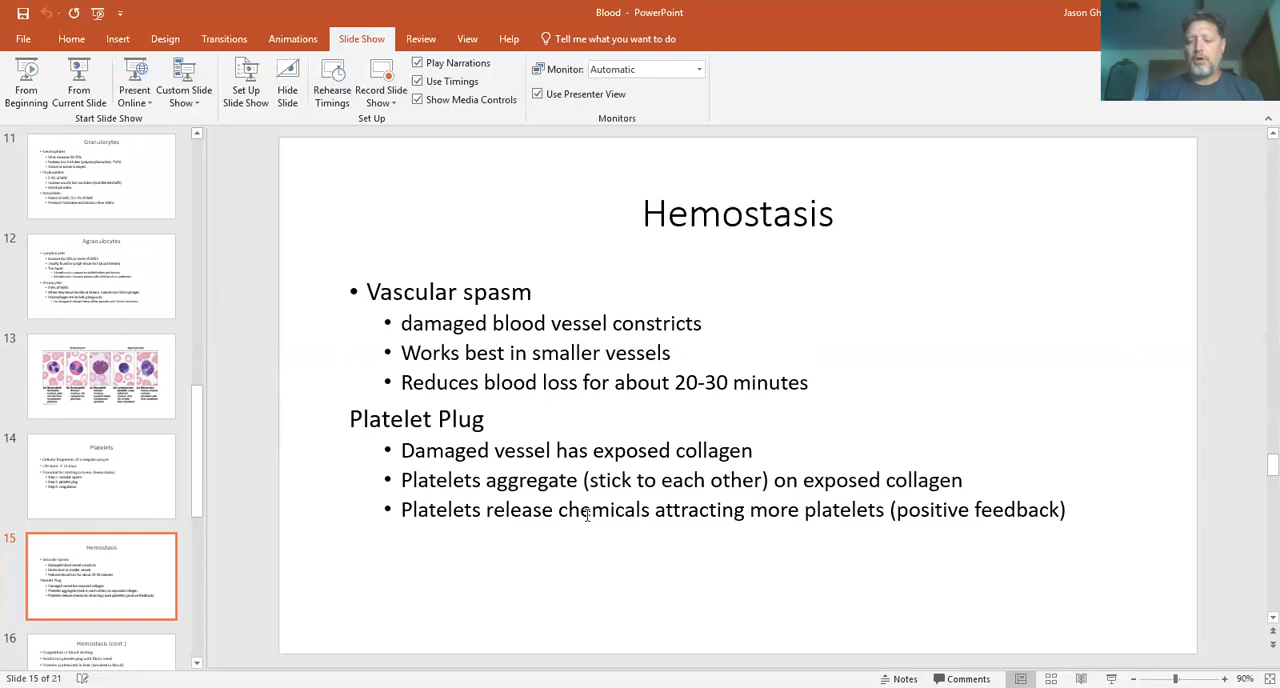 Blood - PowerPoint
Jason Gh
File Home Insert Design Transitions Animations Slide Show Review View Help Tell me what you want to do
From Beginning
From Current Slide
Present Online
Custom Slide Show
Set Up Slide Show
Hide Slide
Rehearse Timings
Record Slide Show
Play Narrations
Use Timings
Show Media Controls
Monitor: Automatic
Use Presenter View
Start Slide Show
Set Up
Monitors
11
Granulocytes
12
Agranulocytes
13
14
Platelets
15
Hemostasis
16
Hemostasis (cont.)
Hemostasis
• Vascular spasm
• damaged blood vessel constricts
• Works best in smaller vessels
• Reduces blood loss for about 20-30 minutes
Platelet Plug
• Damaged vessel has exposed collagen
• Platelets aggregate (stick to each other) on exposed collagen
• Platelets release chemicals attracting more platelets (positive feedback)
Slide 15 of 21
Notes
Comments
90%